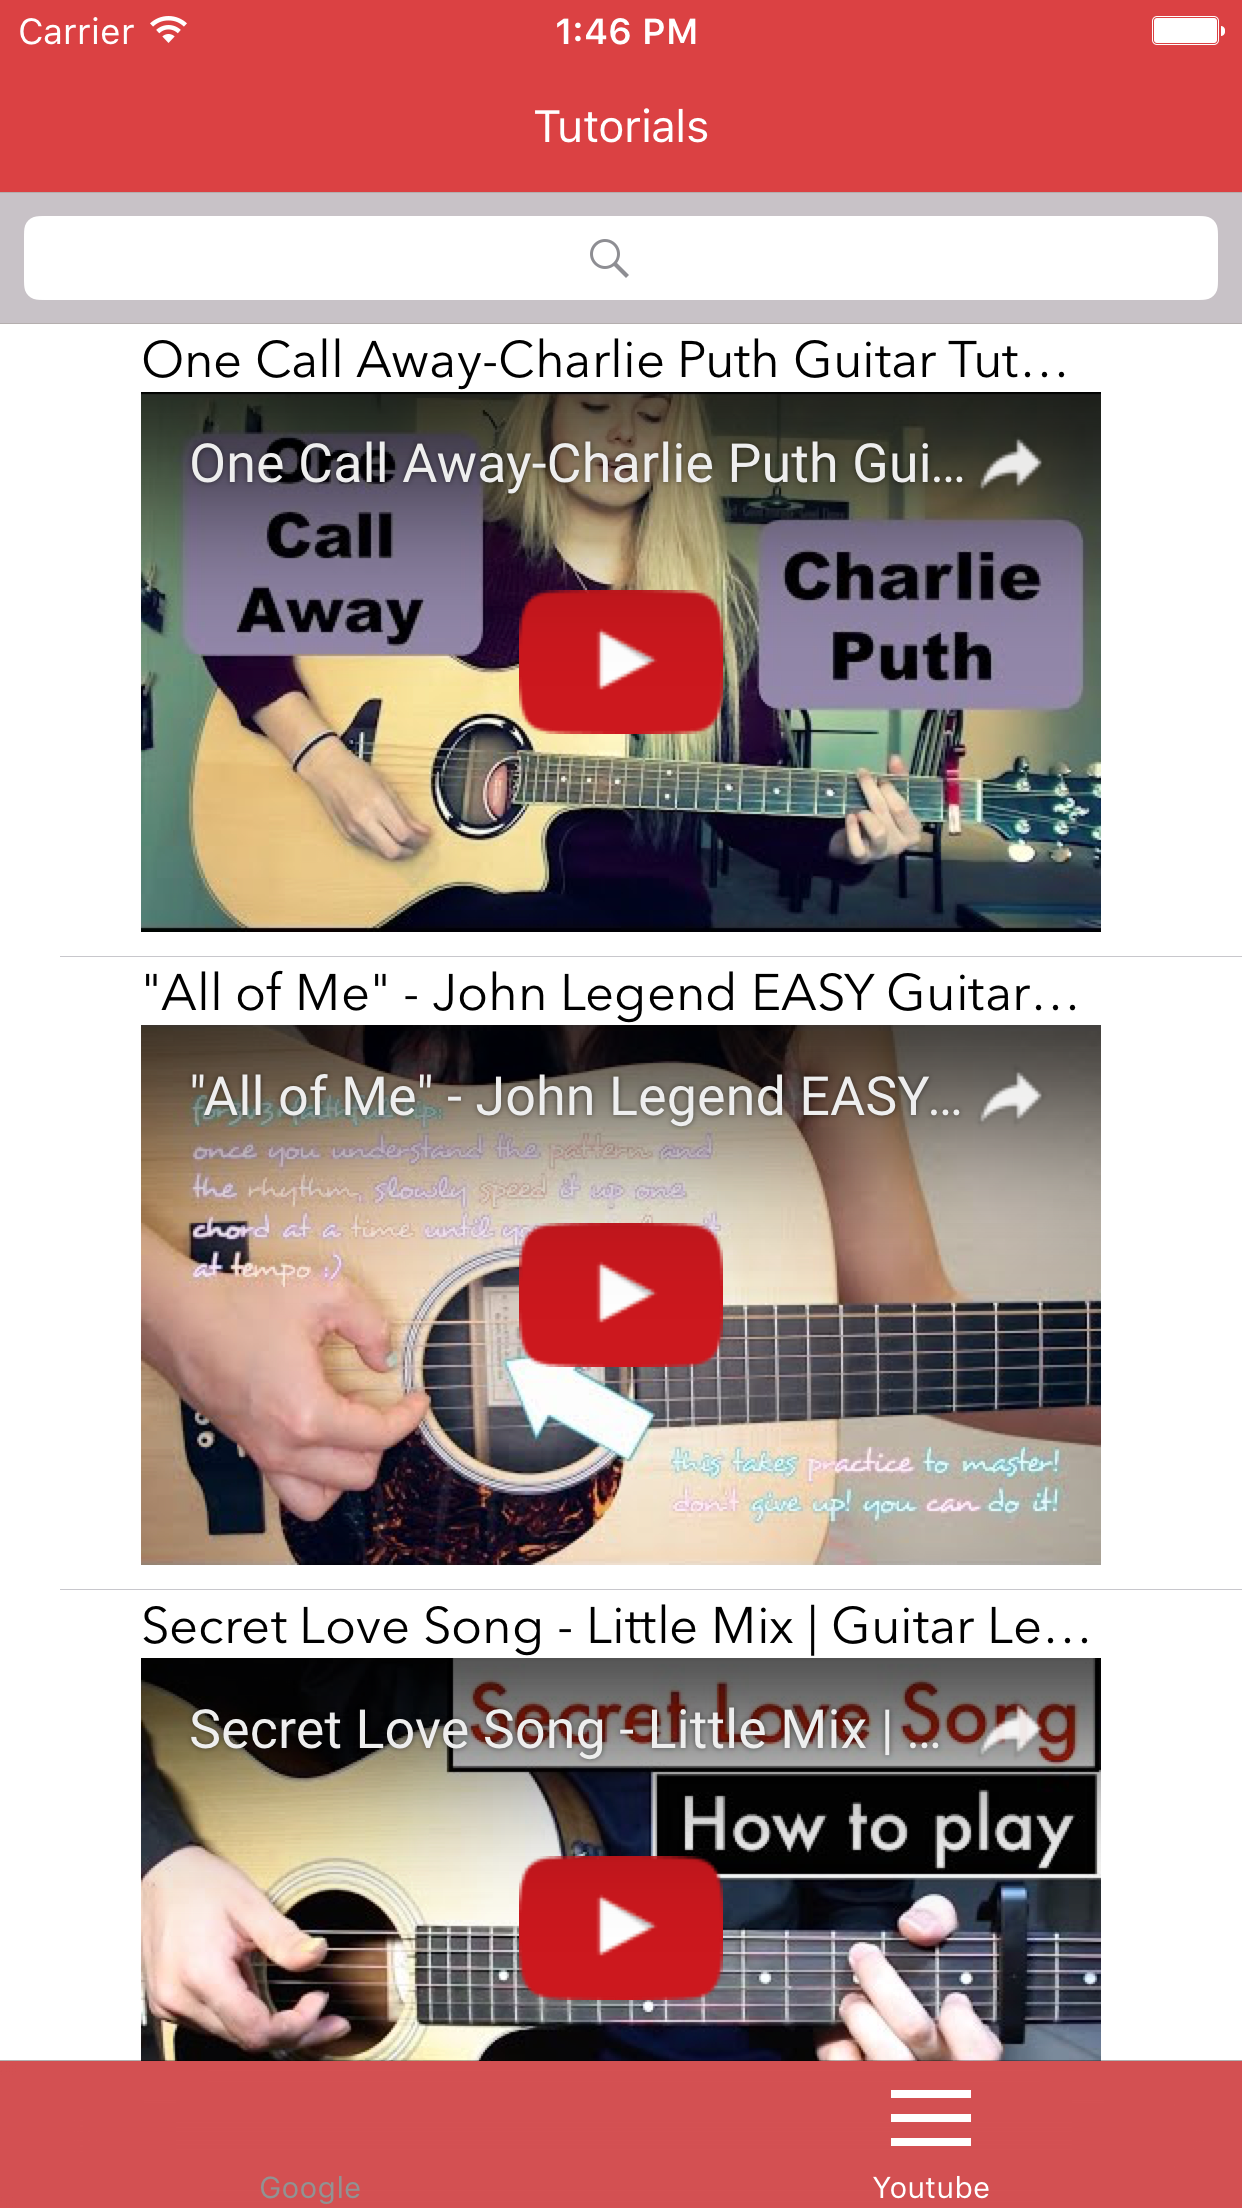 Carrier
1:46 PM
Tutorials
One Call Away-Charlie Puth Guitar Tut...
One Call Away-Charlie Puth Gui...
One
Call
Away
Charlie
Puth
"All of Me" - John Legend EASY Guitar...
"All of Me" - John Legend EASY...
once you understand the pattern and
the rhythm, slowly speed it up one
chord at a time until
at tempo :)
this takes practice to master!
don't give up! you can do it!
Secret Love Song - Little Mix | Guitar Le...
Secret Love Song - Little Mix | ...
Secret Love Song
How to play
Google
Youtube